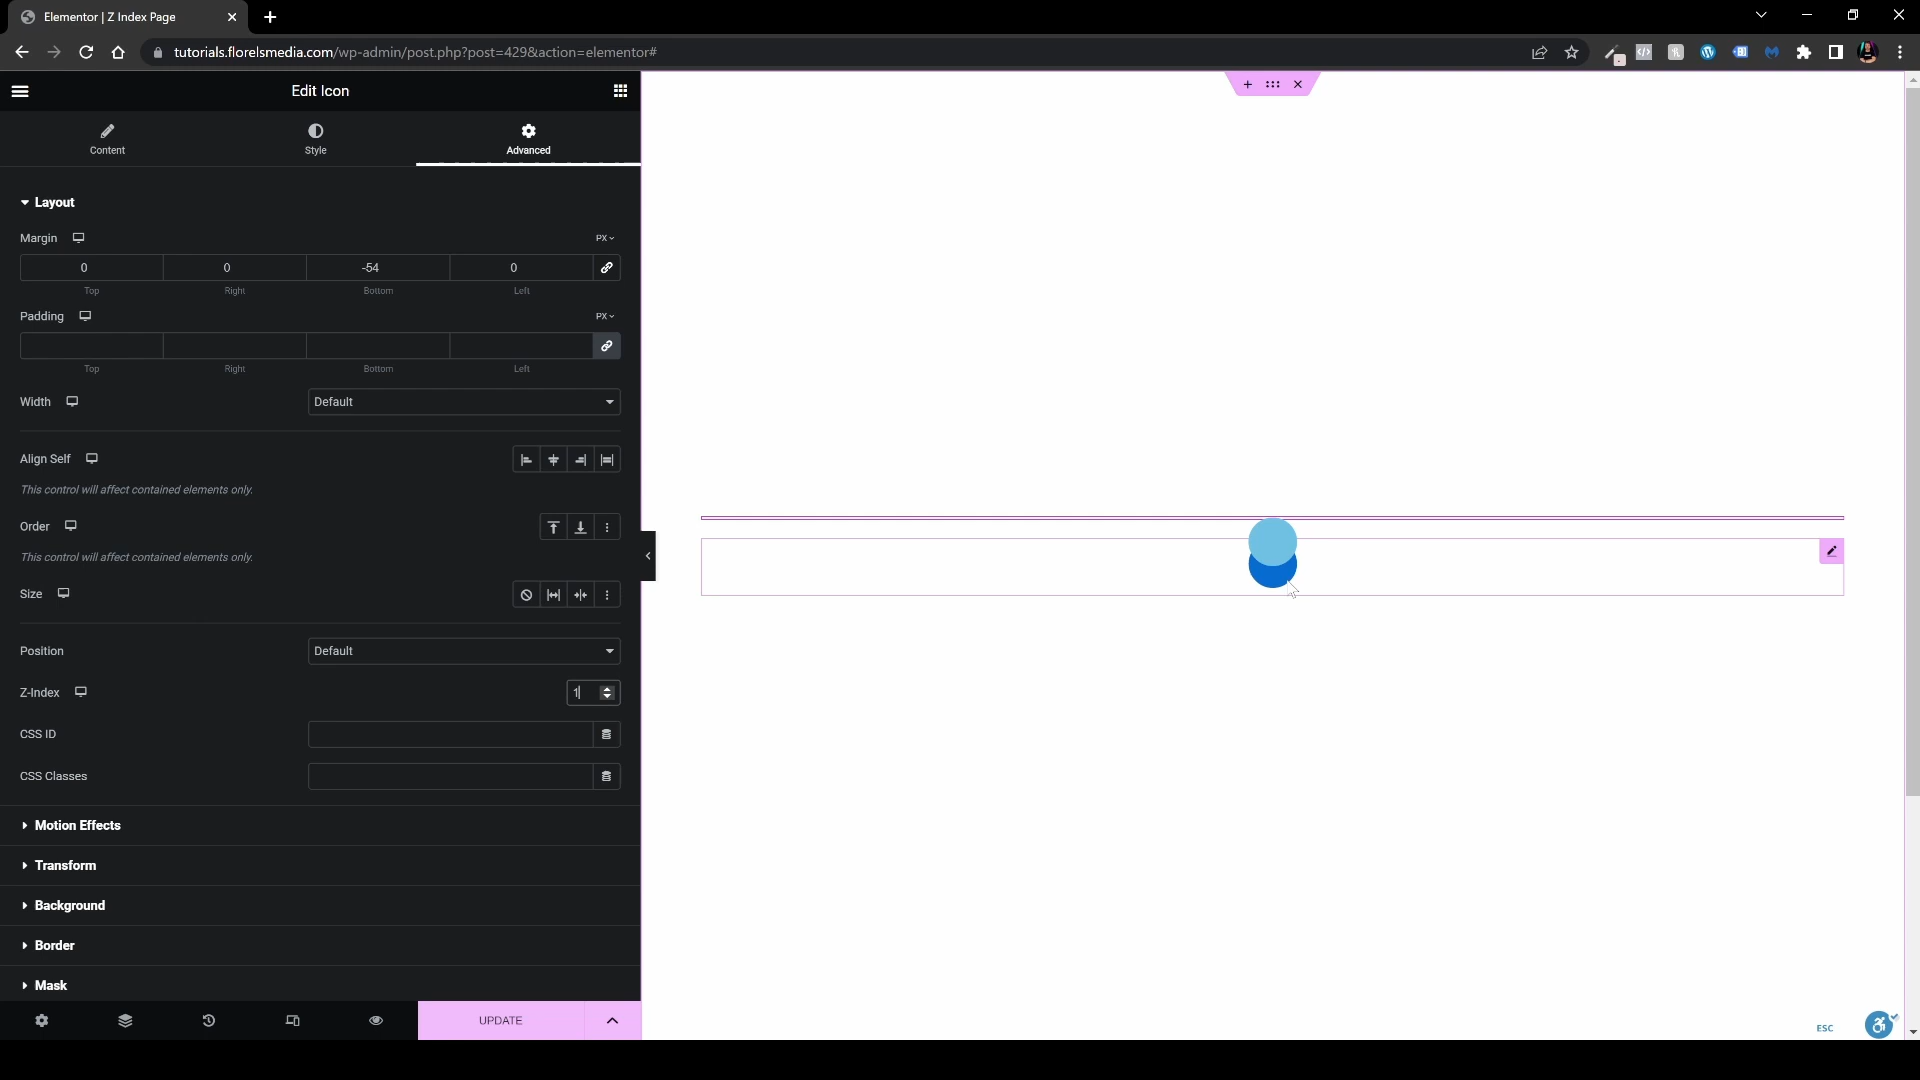 Elementor | Z Index Page
tutorials.florelsmedia.com/wp-admin/post.php?post=429&action=elementor#
Edit Icon
Content
Style
Advanced
Layout
Margin
PX
0 0 -54 0
Top Right Bottom Left
Padding
PX
Top Right Bottom Left
Width
Default
Align Self
This control will affect contained elements only.
Order
This control will affect contained elements only.
Size
Position
Default
Z-Index
1
CSS ID
CSS Classes
Motion Effects
Transform
Background
Border
Mask
UPDATE
ESC